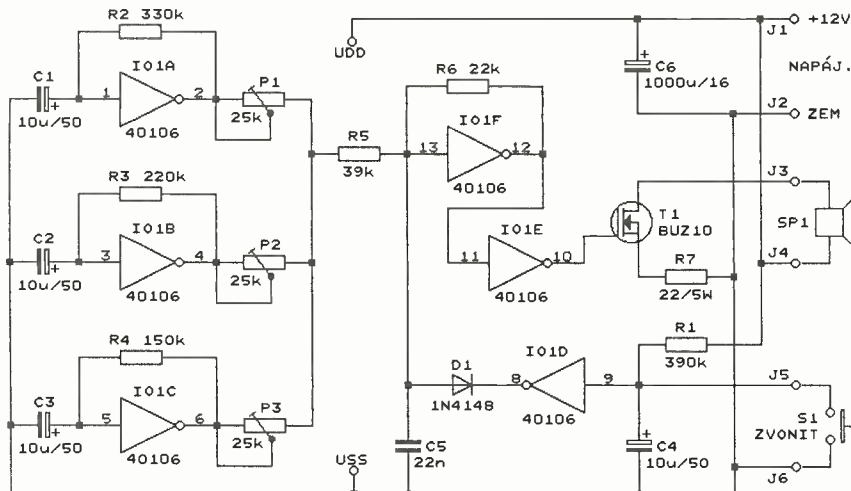 R2 330k
IO1A
C1
1
2
P1
10u/50
40106
25k
R3 220k
IO1B
C2
3
4
P2
10u/50
40106
25k
R4 150k
IO1C
C3
5
6
P3
10u/50
40106
25k
UDD
R6 22k
IO1F
R5
39k
13
12
40106
IO1E
11
10
40106
IO1D
D1
8
9
1N4148
40106
C5
22n
USS
J1
+12V
C6
1000u/16
NAPÁJ.
J2
ZEM
J3
T1
BUZ10
SP1
J4
R7
22/5W
R1
390k
J5
C4
10u/50
S1
ZVONIT
J6